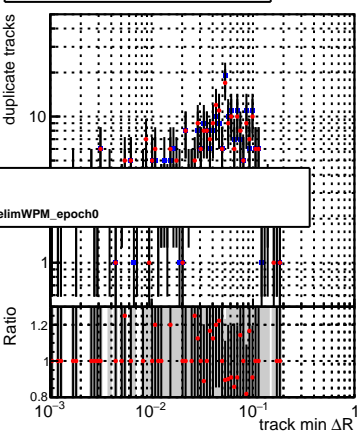 duplicate tracks
10
elimWPM_epoch0
1
Ratio
1.2
1
0.8
10⁻³ 10⁻² 10⁻¹ 1
track min ΔR